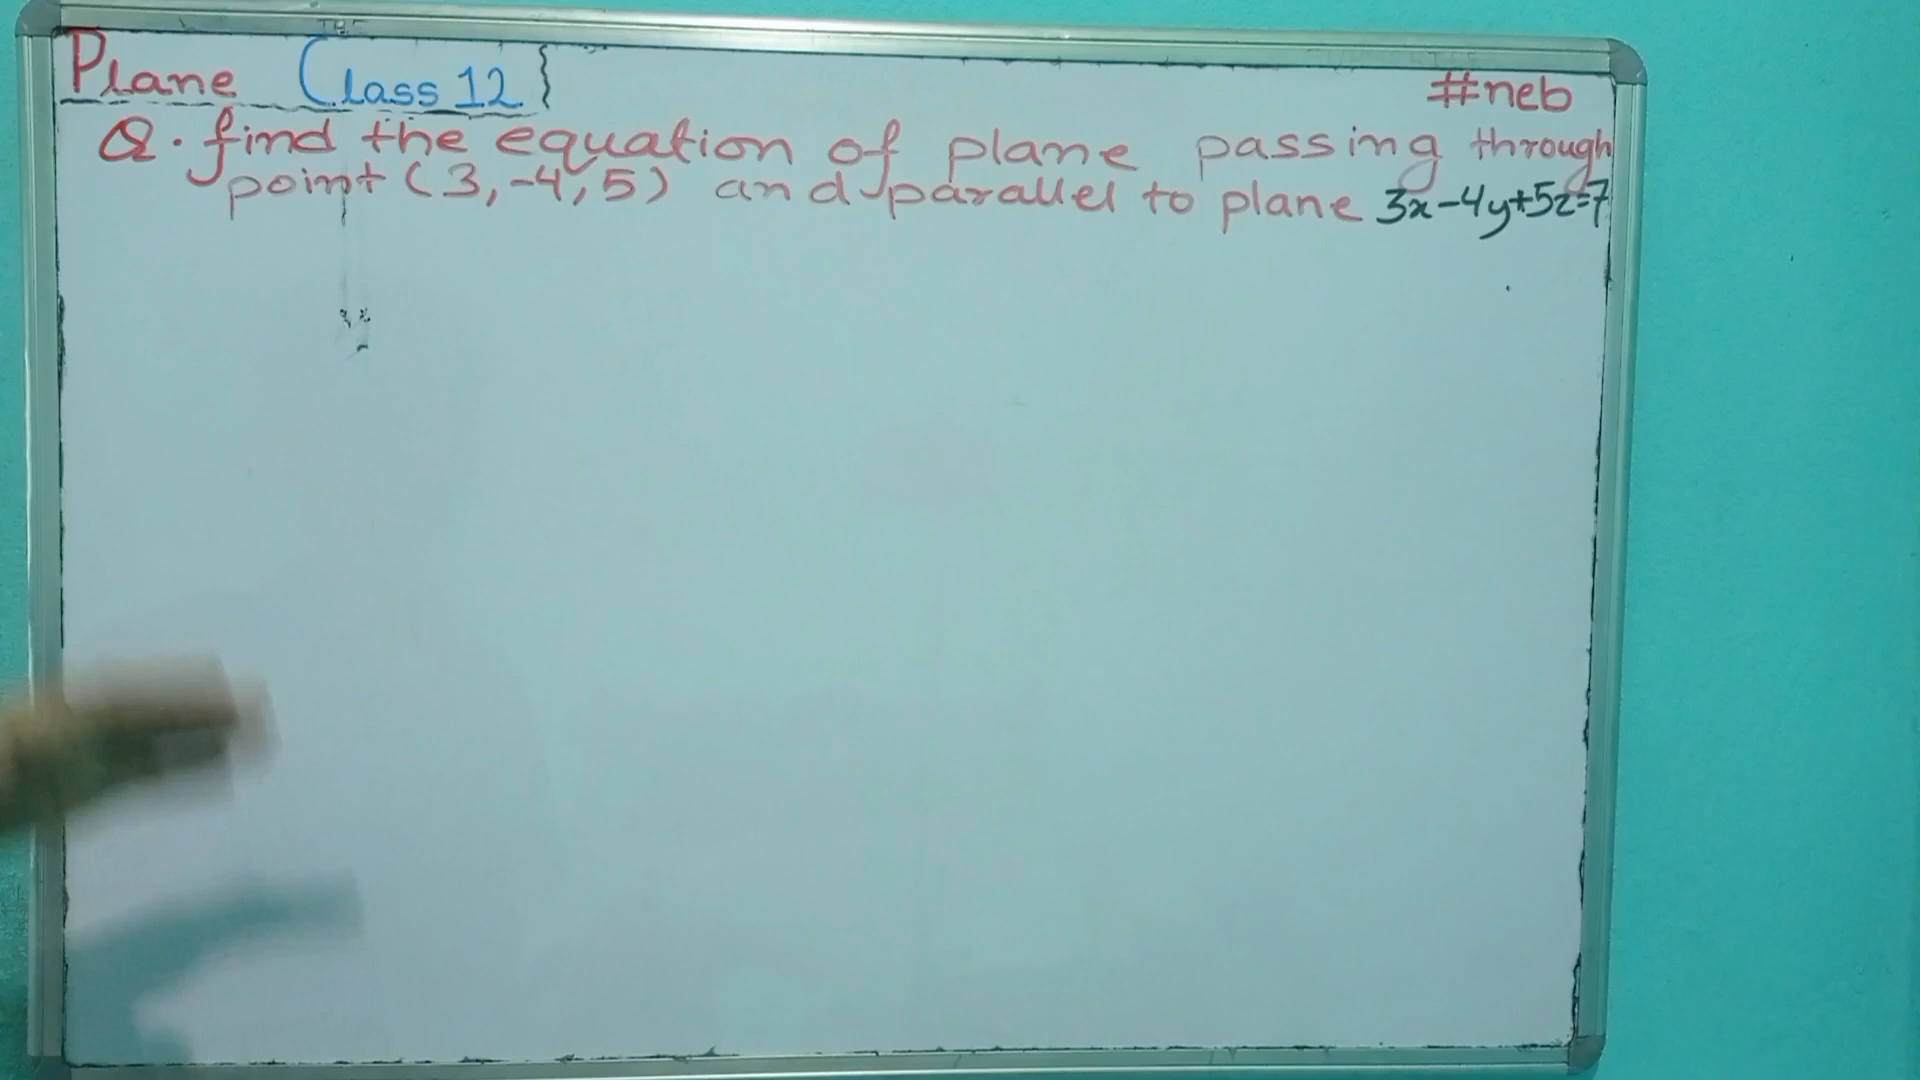 Plane Class 12 }
#neb
Q. find the equation of plane passing through
point (3,-4,5) and parallel to plane 3x-4y+5z=7